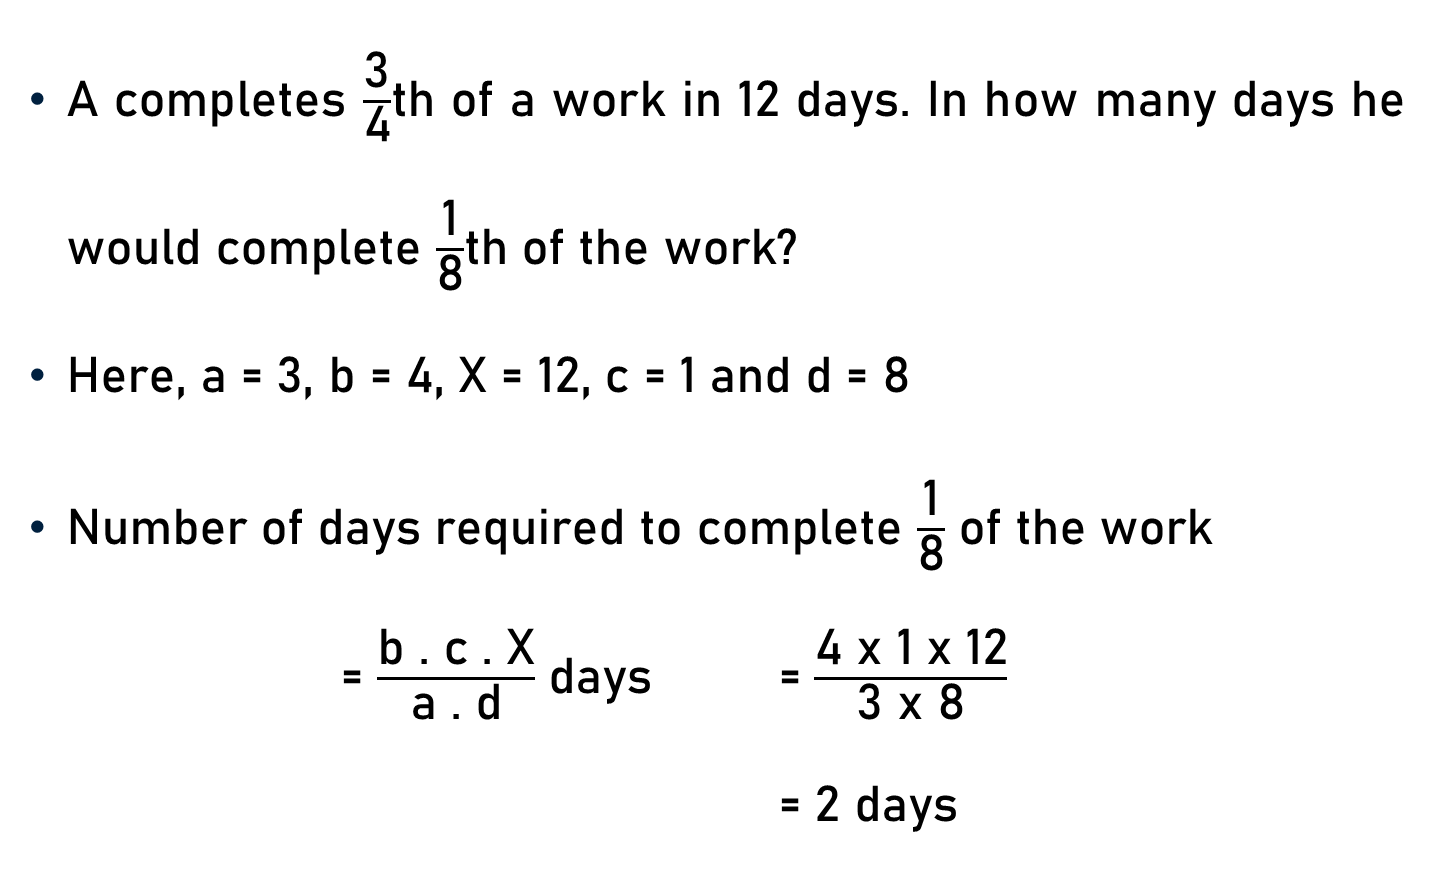 • A completes 3/4th of a work in 12 days. In how many days he
would complete 1/8th of the work?
• Here, a = 3, b = 4, X = 12, c = 1 and d = 8
• Number of days required to complete 1/8 of the work
= b . c . X / a . d days = 4 x 1 x 12 / 3 x 8
= 2 days